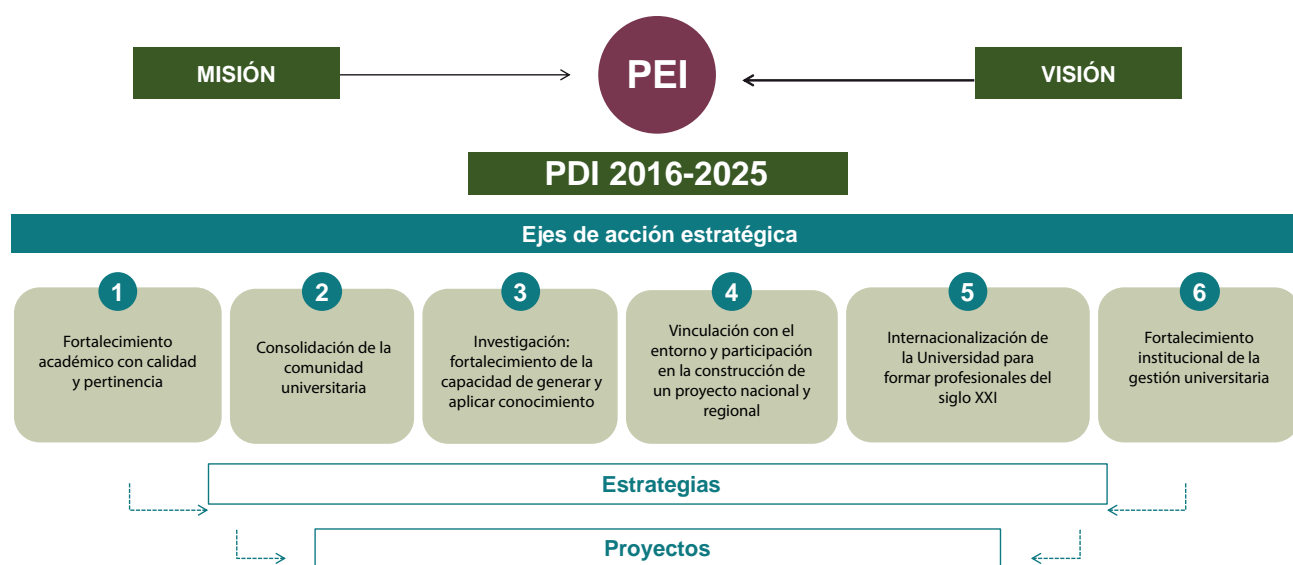 MISIÓN
PEI
VISIÓN
PDI 2016-2025
Ejes de acción estratégica
1
Fortalecimiento
académico con calidad
y pertinencia
2
Consolidación de la
comunidad
universitaria
3
Investigación:
fortalecimiento de la
capacidad de generar y
aplicar conocimiento
4
Vinculación con el
entorno y participación
en la construcción de
un proyecto nacional y
regional
5
Internacionalización de
la Universidad para
formar profesionales del
siglo XXI
6
Fortalecimiento
institucional de la
gestión universitaria
Estrategias
Proyectos